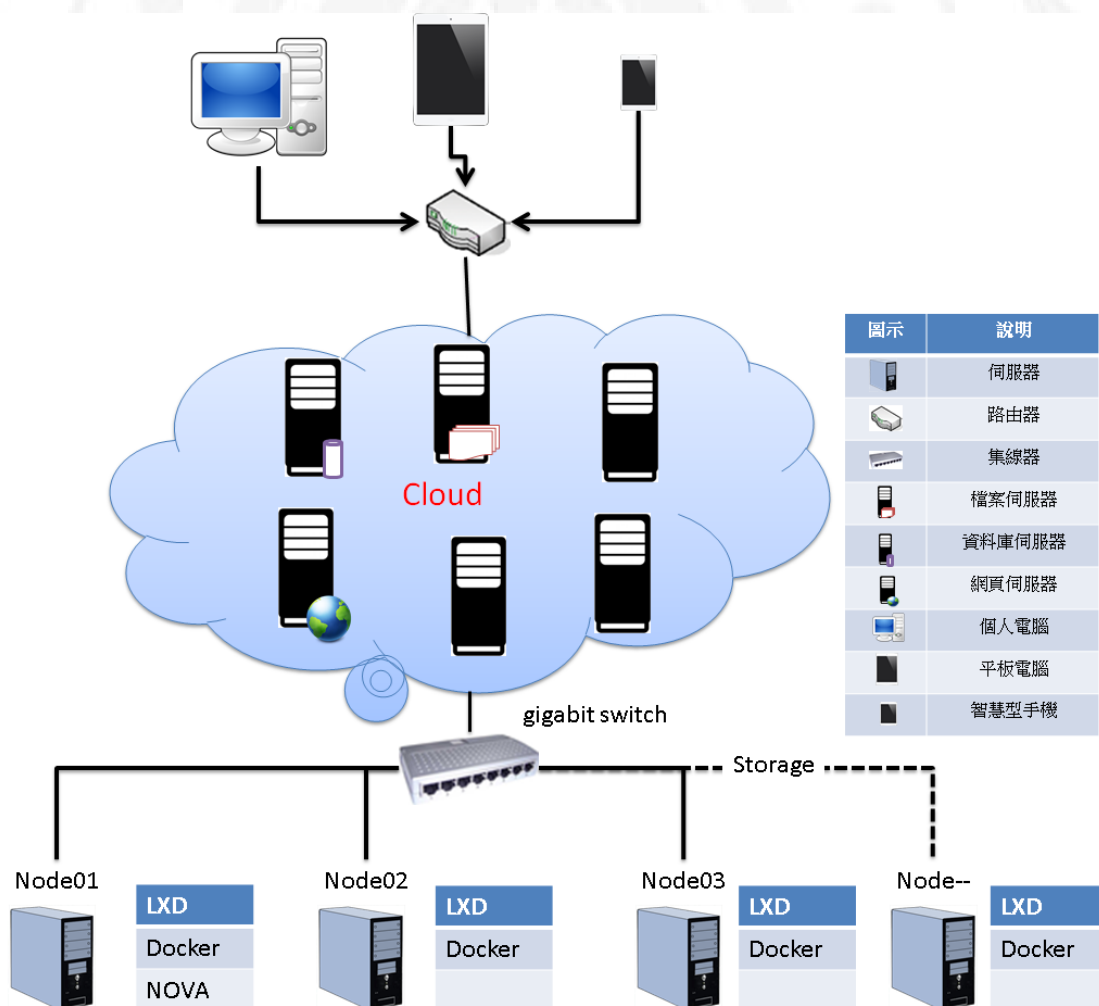 圖示 說明
伺服器
路由器
集線器
檔案伺服器
資料庫伺服器
網頁伺服器
個人電腦
平板電腦
智慧型手機
Cloud
gigabit switch
Storage
Node01
LXD
Docker
NOVA
Node02
LXD
Docker
Node03
LXD
Docker
Node--
LXD
Docker